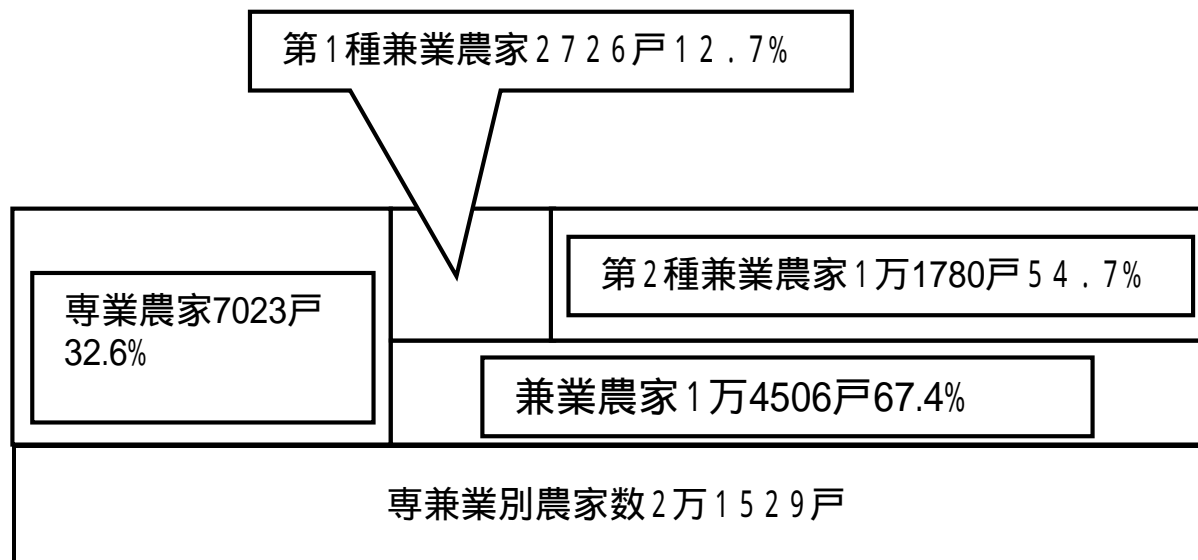 第1種兼業農家2726戸12.7%
第2種兼業農家1万1780戸54.7%
専業農家7023戸
32.6%
兼業農家1万4506戸67.4%
専兼業別農家数2万1529戸